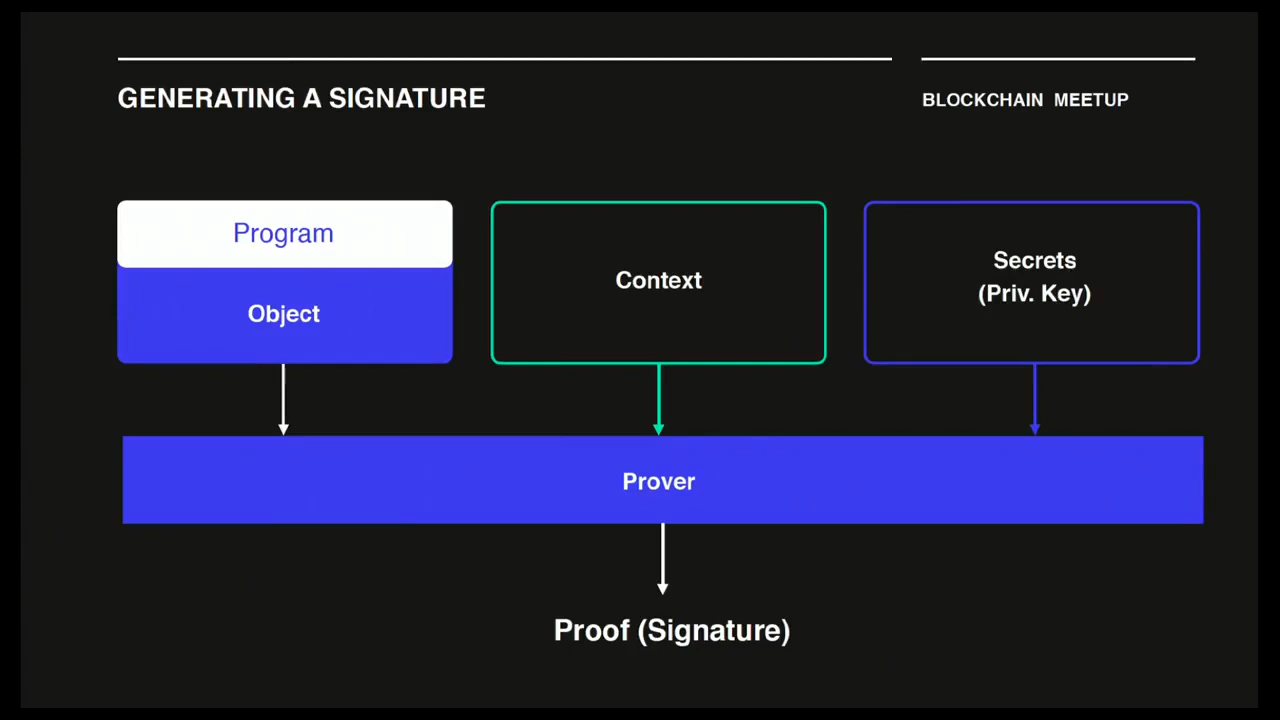 GENERATING A SIGNATURE
BLOCKCHAIN MEETUP
Program
Object
Context
Secrets
(Priv. Key)
Prover
Proof (Signature)